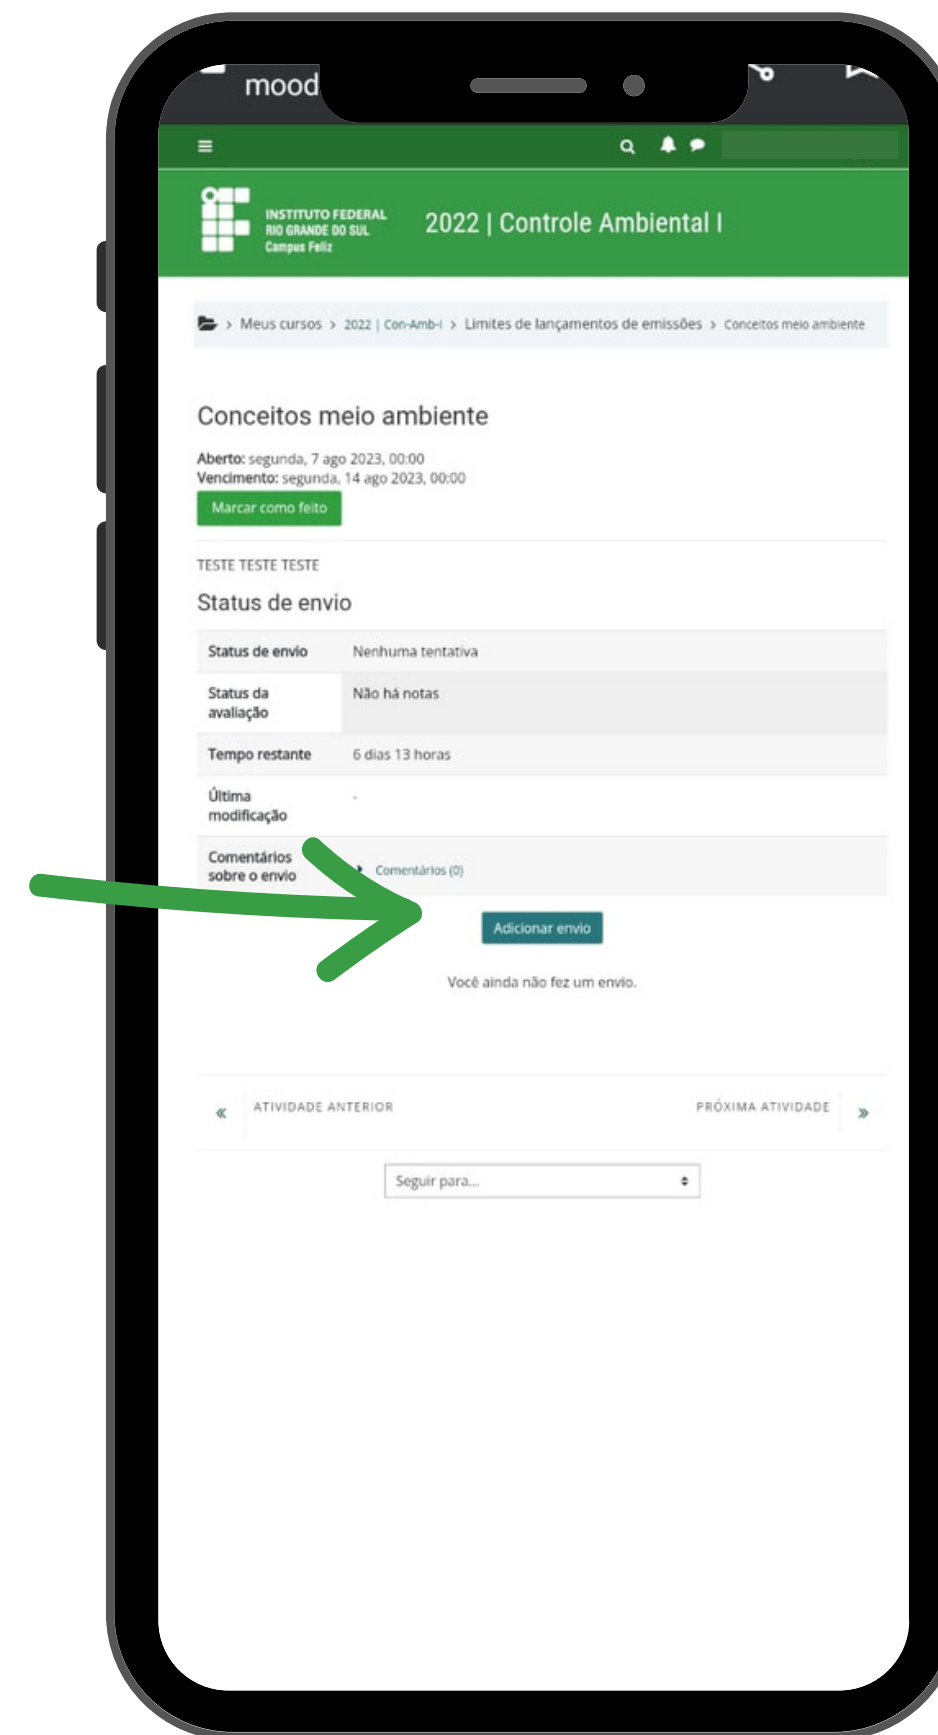 mood
INSTITUTO FEDERAL
RIO GRANDE DO SUL
Campus Feliz
2022 | Controle Ambiental I
Meus cursos > 2022 | Con-Amb-I > Limites de lançamentos de emissões > Conceitos meio ambiente
Conceitos meio ambiente
Aberto: segunda, 7 ago 2023, 00:00
Vencimento: segunda, 14 ago 2023, 00:00
Marcar como feito
TESTE TESTE TESTE
Status de envio
Status de envio Nenhuma tentativa
Status da avaliação Não há notas
Tempo restante 6 dias 13 horas
Última modificação -
Comentários sobre o envio Comentários (0)
Adicionar envio
Você ainda não fez um envio.
ATIVIDADE ANTERIOR
PRÓXIMA ATIVIDADE
Seguir para...